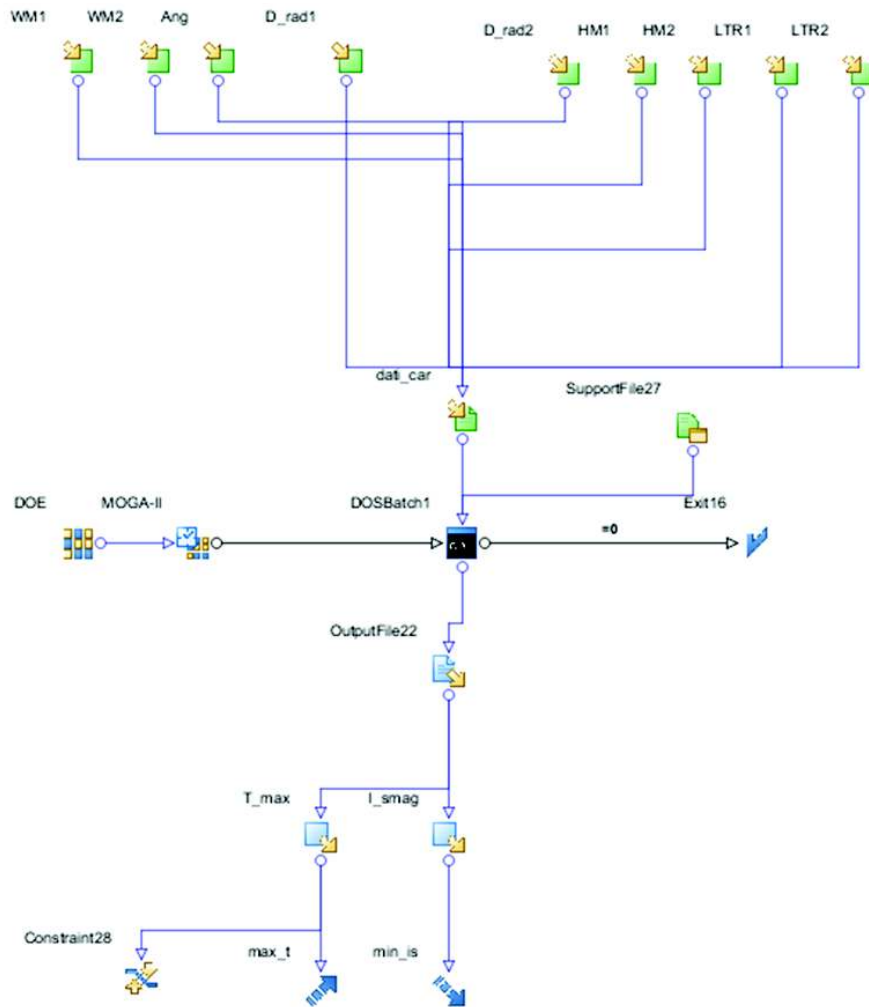 WM1
WM2
Ang
D_rad1
D_rad2
HM1
HM2
LTR1
LTR2
dati_car
SupportFile27
DOE
MOGA-II
DOSBatch1
Exit16
=0
OutputFile22
T_max
I_smag
Constraint28
max_t
min_is